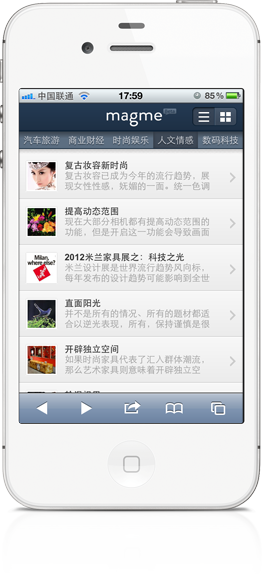 中国联通 17:59 85%
magme beta
汽车旅游 商业财经 时尚娱乐 人文情感 数码科技
复古妆容新时尚
复古妆容已成为今年的流行趋势。展
现女性性感、妩媚的一面，统一色调
提高动态范围
现在大部分相机都有提高动态范围的
功能，但是开启这一功能会导致画面
Milan,
where else?
2012米兰家具展之：科技之光
米兰设计展是世界流行趋势风向标，
每年发布的设计趋势可能影响到全世
直面阳光
并不是所有的情况、所有的题材都适
合以逆光表现，所有，保持谨慎是很
开辟独立空间
如果时尚家具代表了汇入群体潮流，
那么艺术家具则意味着开辟独立空